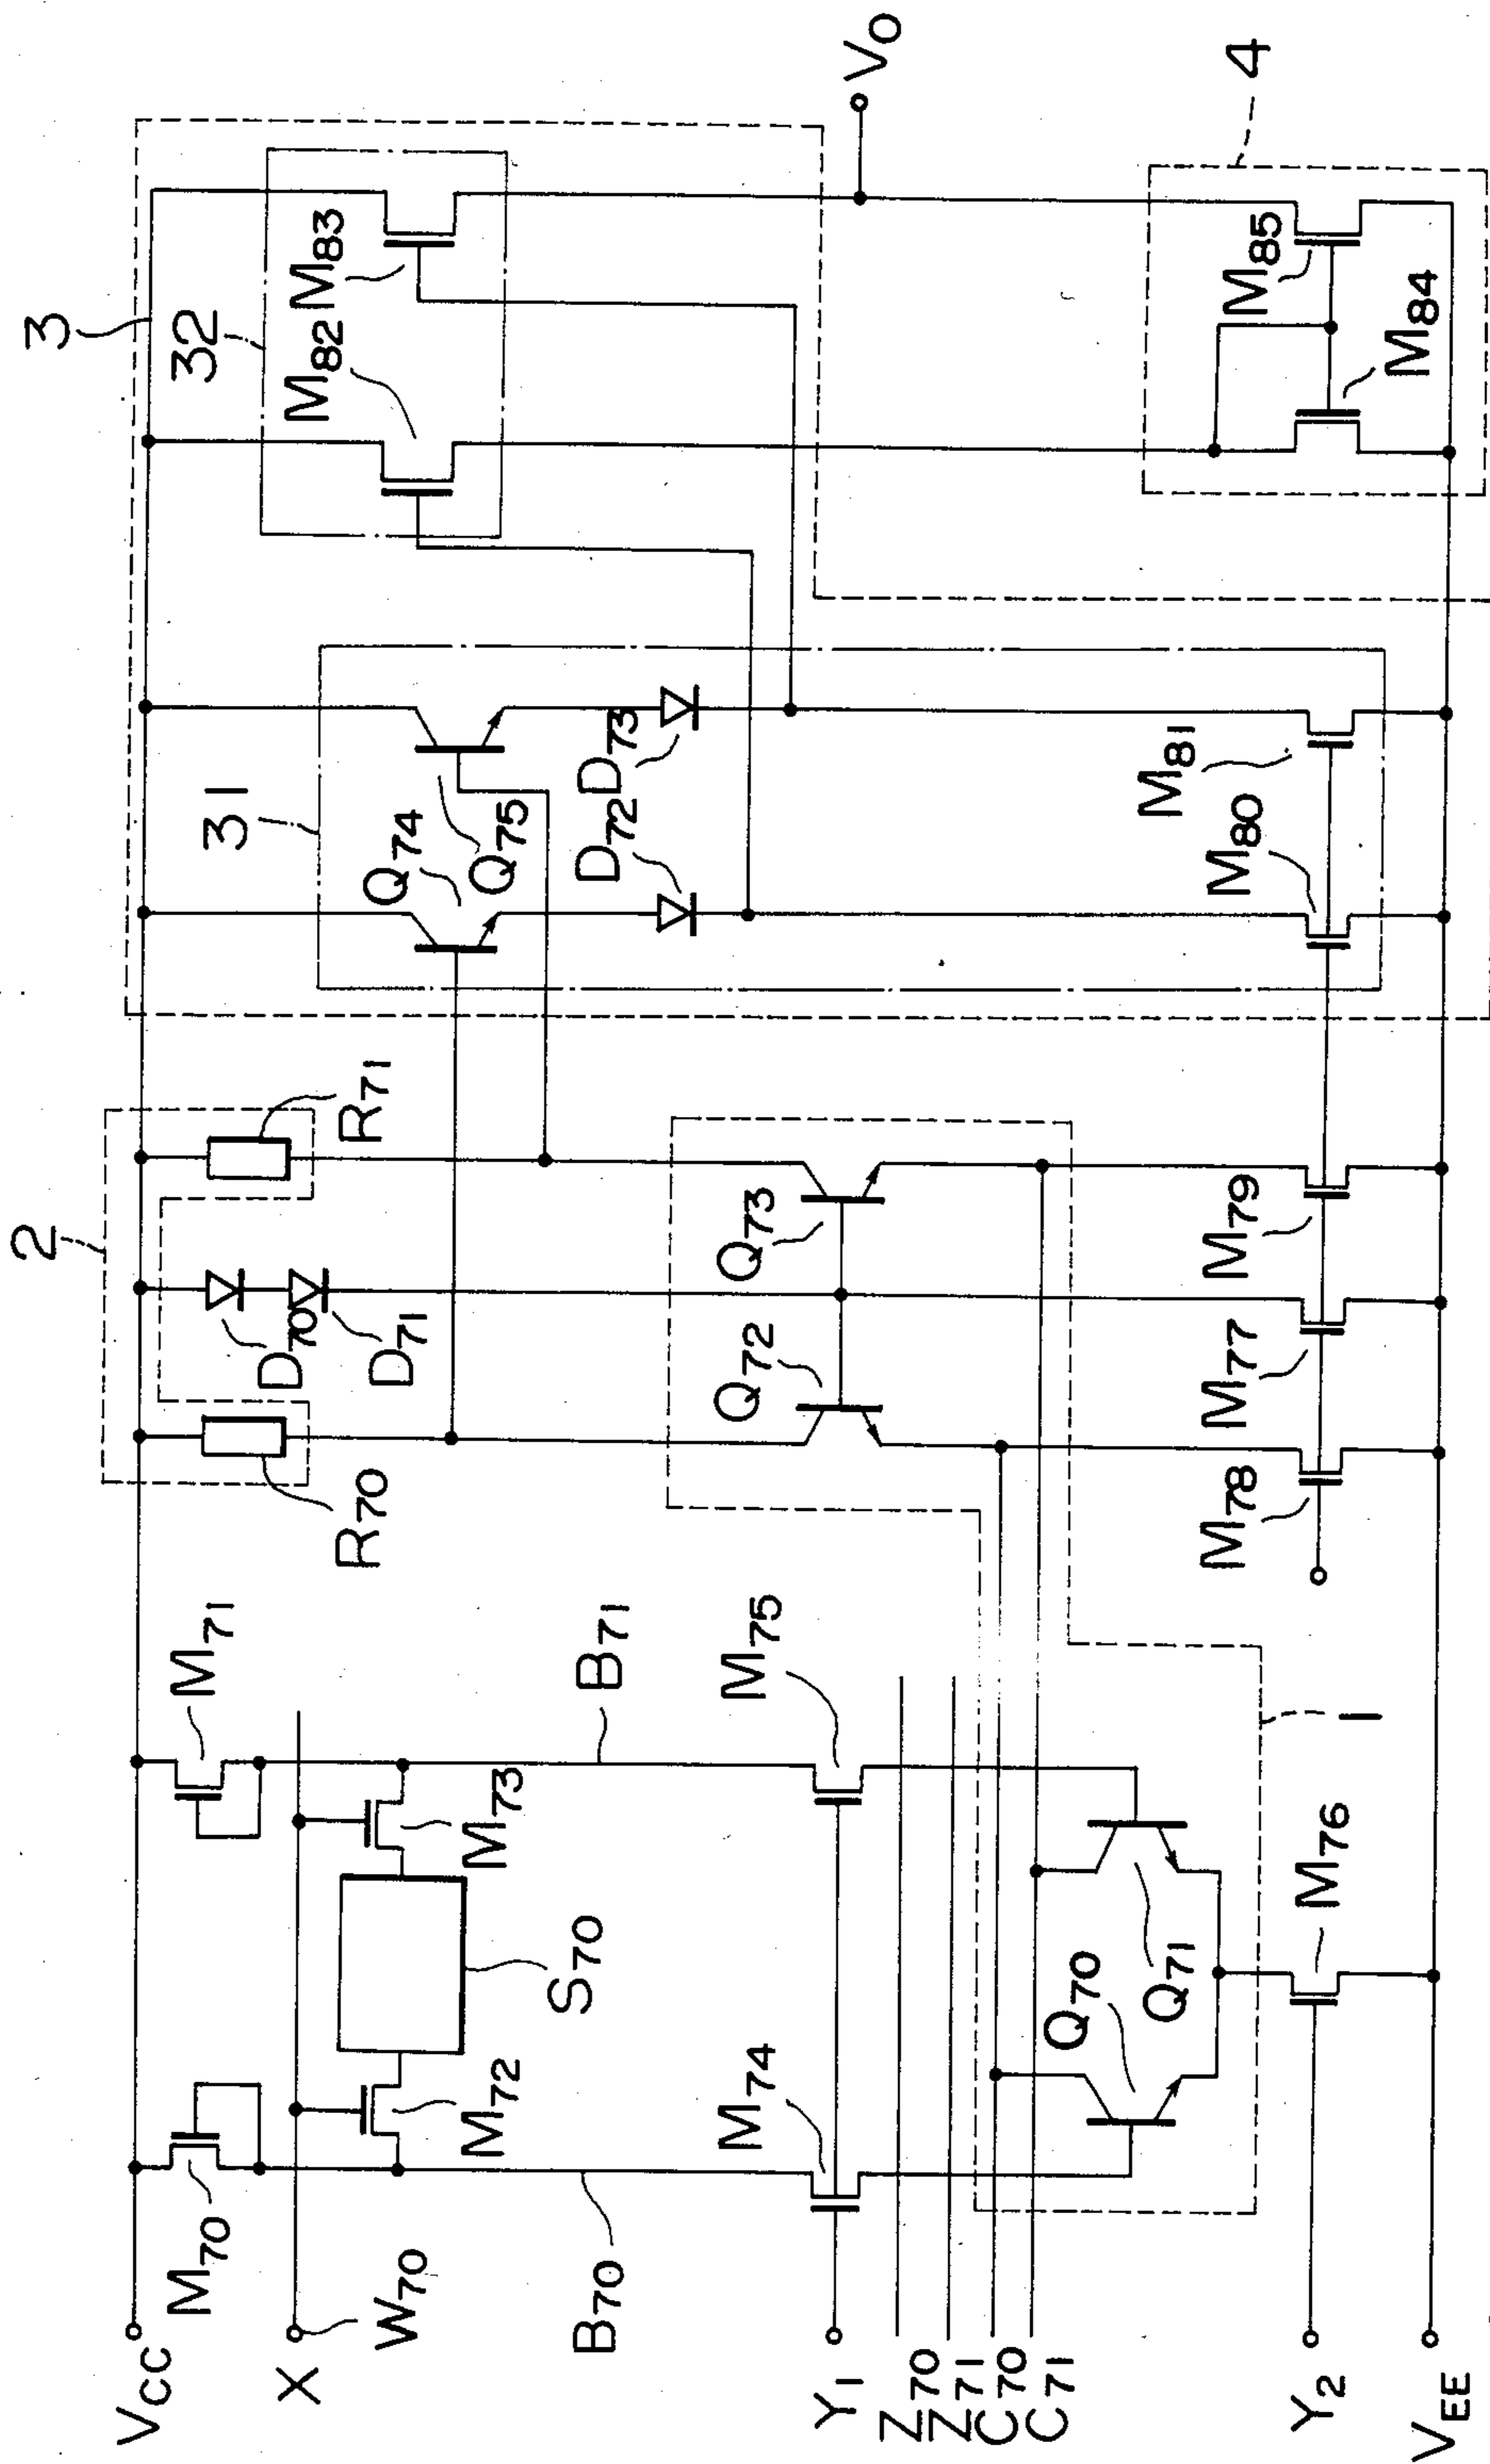 VCC
X
W70
M70
M71
M72
M73
S70
B70
B71
Y1
M74
M75
Z70
Z71
C70
C71
Q70
Q71
1
Y2
M76
VEE
2
R70
D70
D71
R71
Q72
Q73
M78
M77
M79
3
31
Q74
Q75
D72
D73
M80
M81
32
M82
M83
VO
4
M84
M85